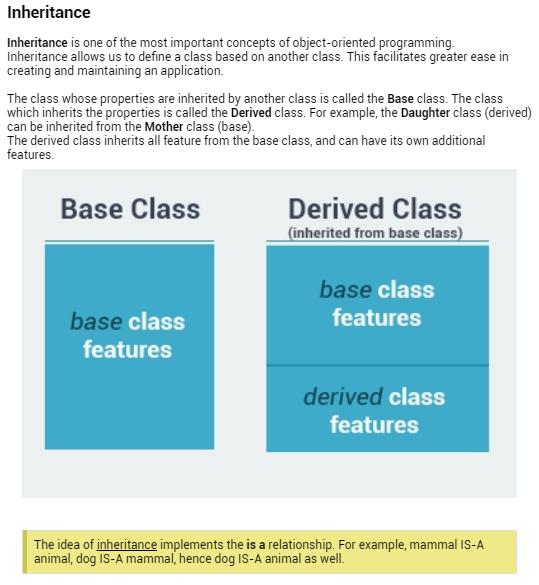 Inheritance
Inheritance is one of the most important concepts of object-oriented programming.
Inheritance allows us to define a class based on another class. This facilitates greater ease in
creating and maintaining an application.
The class whose properties are inherited by another class is called the Base class. The class
which inherits the properties is called the Derived class. For example, the Daughter class (derived)
can be inherited from the Mother class (base).
The derived class inherits all feature from the base class, and can have its own additional
features.
Base Class
base class
features
Derived Class
(inherited from base class)
base class
features
derived class
features
The idea of inheritance implements the is a relationship. For example, mammal IS-A
animal, dog IS-A mammal, hence dog IS-A animal as well.